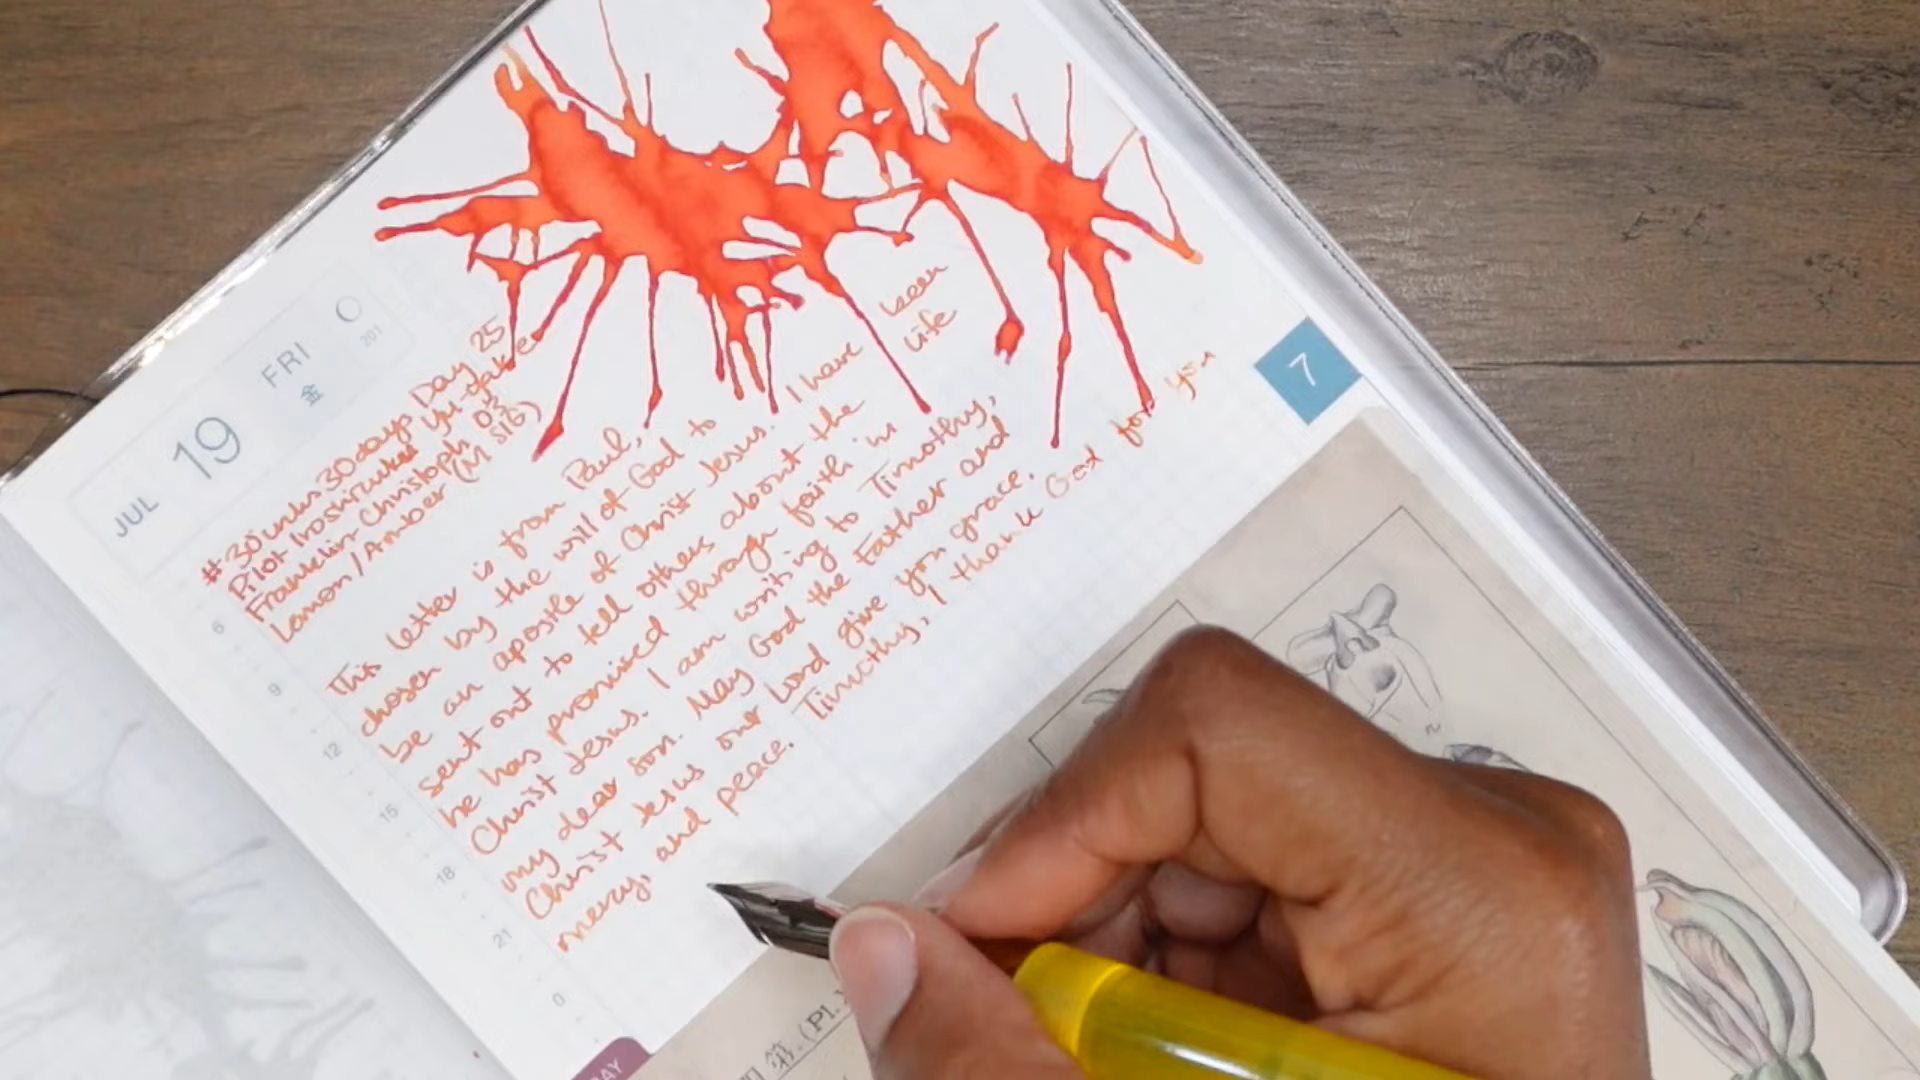 JUL 19 FRI
金
201
#30inks30days Day 25
Pilot Iroshizuku Yu-yake
Franklin-Christoph 03
Lemon/Amber (M SIG)
This letter is from Paul,
chosen by the will of God to
be an apostle of Christ Jesus. I have been
sent out to tell others about the life
he has promised through faith in
Christ Jesus. I am writing to Timothy,
my dear son. May God the Father and
Christ Jesus our Lord give you grace.
mercy, and peace.
Timothy, I thank God for you
6
9
12
15
18
21
0
7
第.(P1.